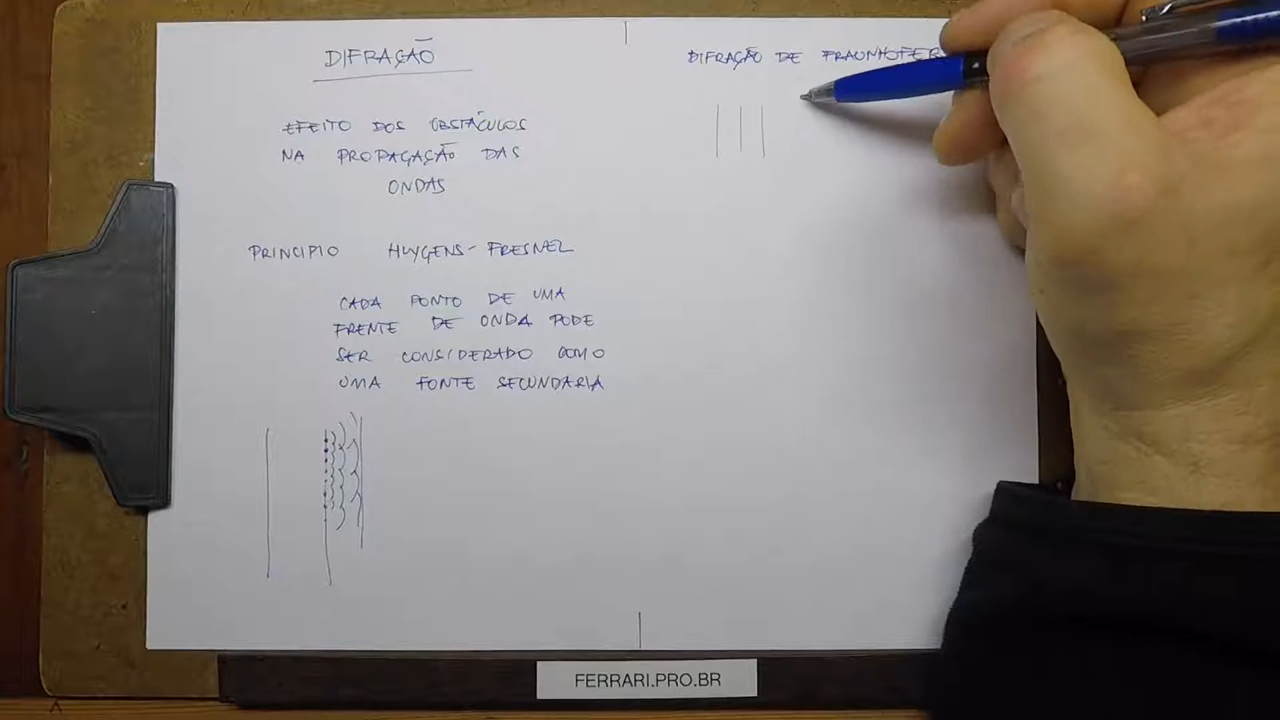 DIFRAÇÃO
EFEITO DOS OBSTÁCULOS
NA PROPAGAÇÃO DAS
ONDAS
PRINCIPIO HUYGENS-FRESNEL
CADA PONTO DE UMA
FRENTE DE ONDA PODE
SER CONSIDERADO COMO
UMA FONTE SECUNDARIA
DIFRAÇÃO DE FRAUNHOFER
FERRARI.PRO.BR